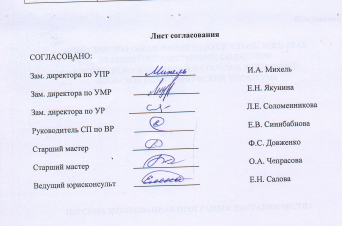 Лист согласования
СОГЛАСОВАНО:
Зам. директора по УПР Михель И.А. Михель
Зам. директора по УМР Е.Н. Якунина
Зам. директора по УР Л.Е. Соломенникова
Руководитель СП по ВР Е.В. Синибабнова
Старший мастер Ф.С. Довженко
Старший мастер О.А. Чепрасова
Ведущий юрисконсульт Е.Н. Салова